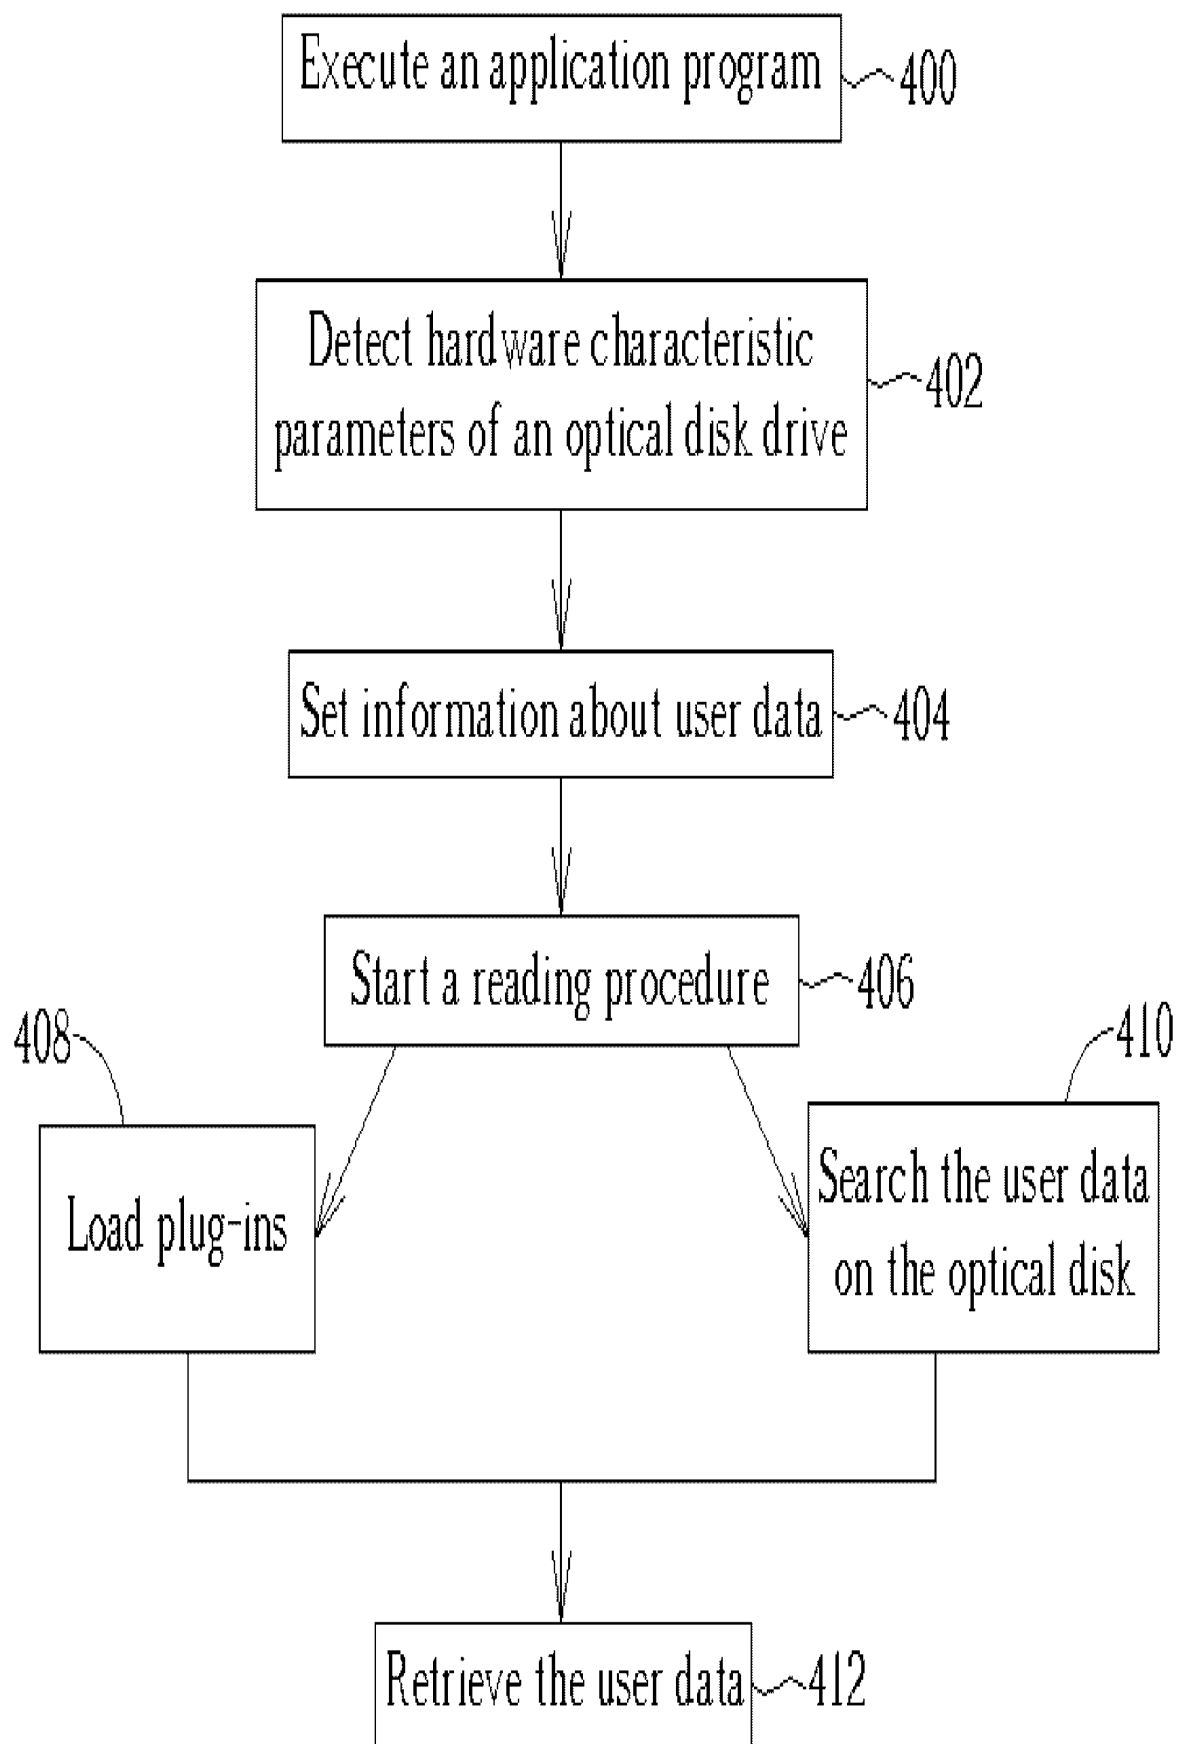 Execute an application program
400
Detect hardware characteristic
parameters of an optical disk drive
402
Set information about user data
404
Start a reading procedure
406
408
Load plug-ins
410
Search the user data
on the optical disk
Retrieve the user data
412